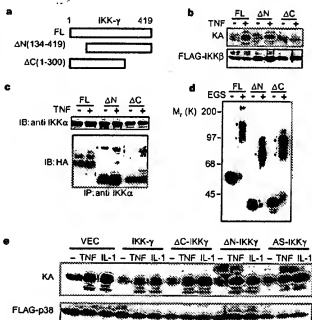 a
1 IKK-γ 419
FL
ΔN(134-419)
ΔC(1-300)
b
FL ΔN ΔC
TNF - + - + - +
KA
FLAG-IKKβ
c
FL ΔN ΔC
- + - + - + TNF
IB:anti IKKα
IB:HA
IP:anti IKKα
d
FL ΔN ΔC
EGS - + - + - +
Mr (K)
200-
97-
68-
45-
e
VEC IKK-γ ΔC-IKKγ ΔN-IKKγ AS-IKKγ
- TNF IL-1 - TNF IL-1 - TNF IL-1 - TNF IL-1 - TNF IL-1
KA
FLAG-p38